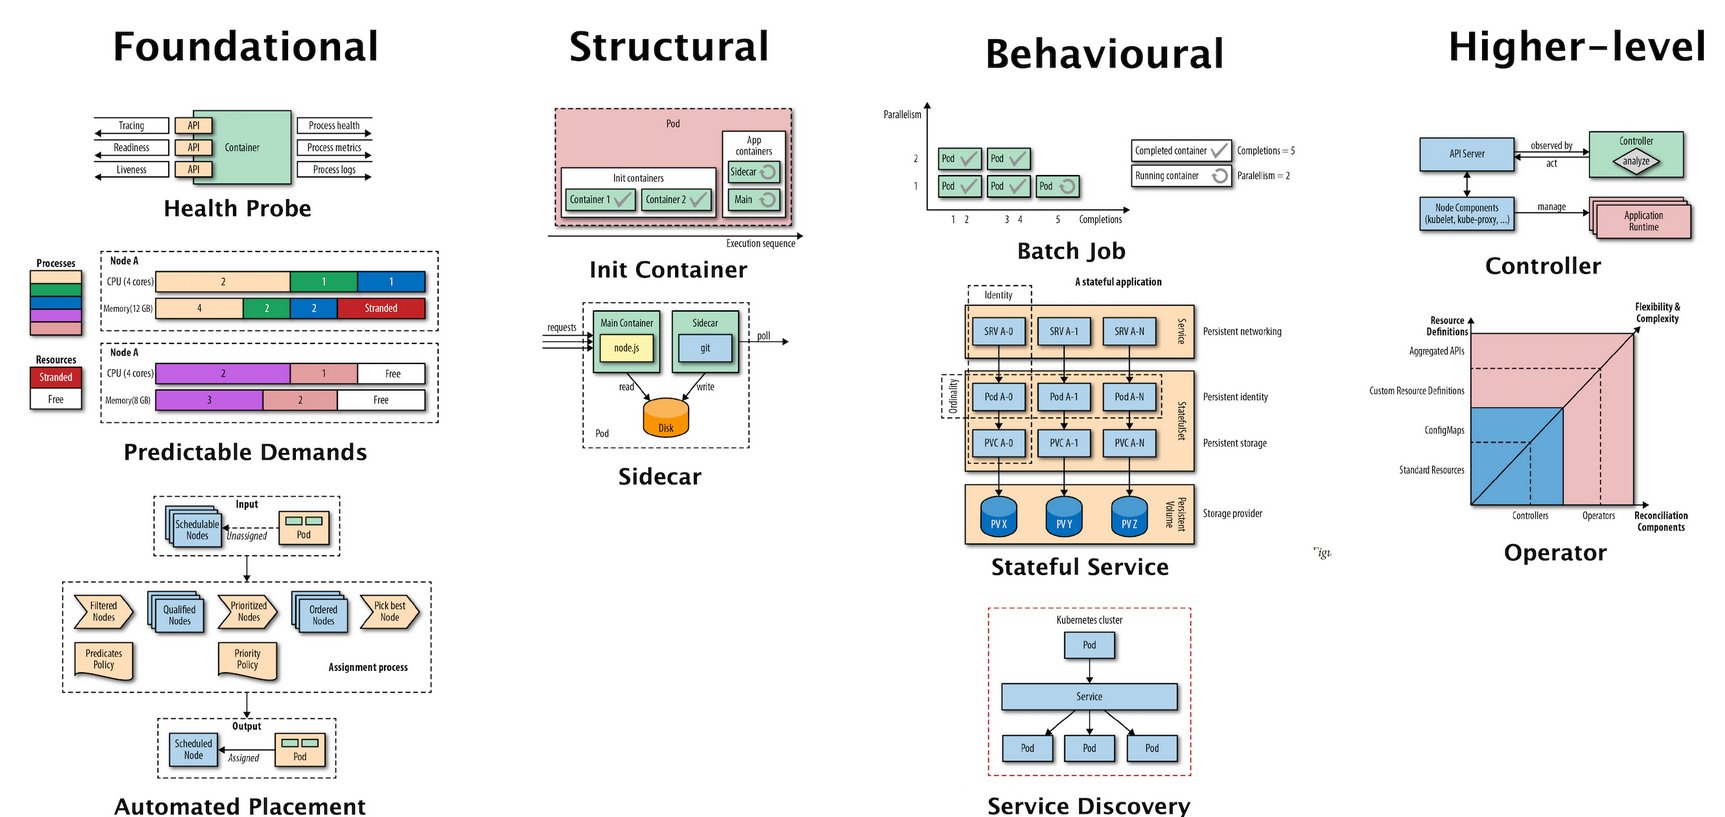 Foundational
Tracing
API
Process health
Readiness
API
Container
Process metrics
Liveness
API
Process logs
Health Probe
Processes
Resources
Stranded
Free
Node A
CPU (4 cores)
2
1
1
Memory(12 GB)
4
2
2
Stranded
Node A
CPU (4 cores)
2
1
Free
Memory(8 GB)
3
2
Free
Predictable Demands
Input
Schedulable
Nodes
Unassigned
Pod
Filtered
Nodes
Qualified
Nodes
Prioritized
Nodes
Ordered
Nodes
Pick best
Node
Predicates
Policy
Priority
Policy
Assignment process
Output
Scheduled
Node
Assigned
Pod
Automated Placement
Structural
Pod
App
containers
Sidecar
Main
Init containers
Container 1
Container 2
Execution sequence
Init Container
requests
Main Container
node.js
Sidecar
git
poll
read
write
Disk
Pod
Sidecar
Behavioural
Parallelism
2
Pod
Pod
1
Pod
Pod
Pod
1
2
3
4
5
Completions
Completed container
Completions = 5
Running container
Paralelism = 2
Batch Job
A stateful application
Identity
SRV A-0
SRV A-1
SRV A-N
Service
Persistent networking
Ordinality
Pod A-0
Pod A-1
Pod A-N
StatefulSet
Persistent identity
PVC A-0
PVC A-1
PVC A-N
Persistent storage
PV X
PV Y
PV Z
Persistent
Volume
Storage provider
Stateful Service
Kubernetes cluster
Pod
Service
Pod
Pod
Pod
Service Discovery
Higher-level
API Server
observed by
act
Controller
analyze
Node Components
(kubelet, kube-proxy, ...)
manage
Application
Runtime
Controller
Flexibility &
Complexity
Resource
Definitions
Aggregated APIs
Custom Resource Definitions
ConfigMaps
Standard Resources
Controllers
Operators
Reconciliation
Components
Operator